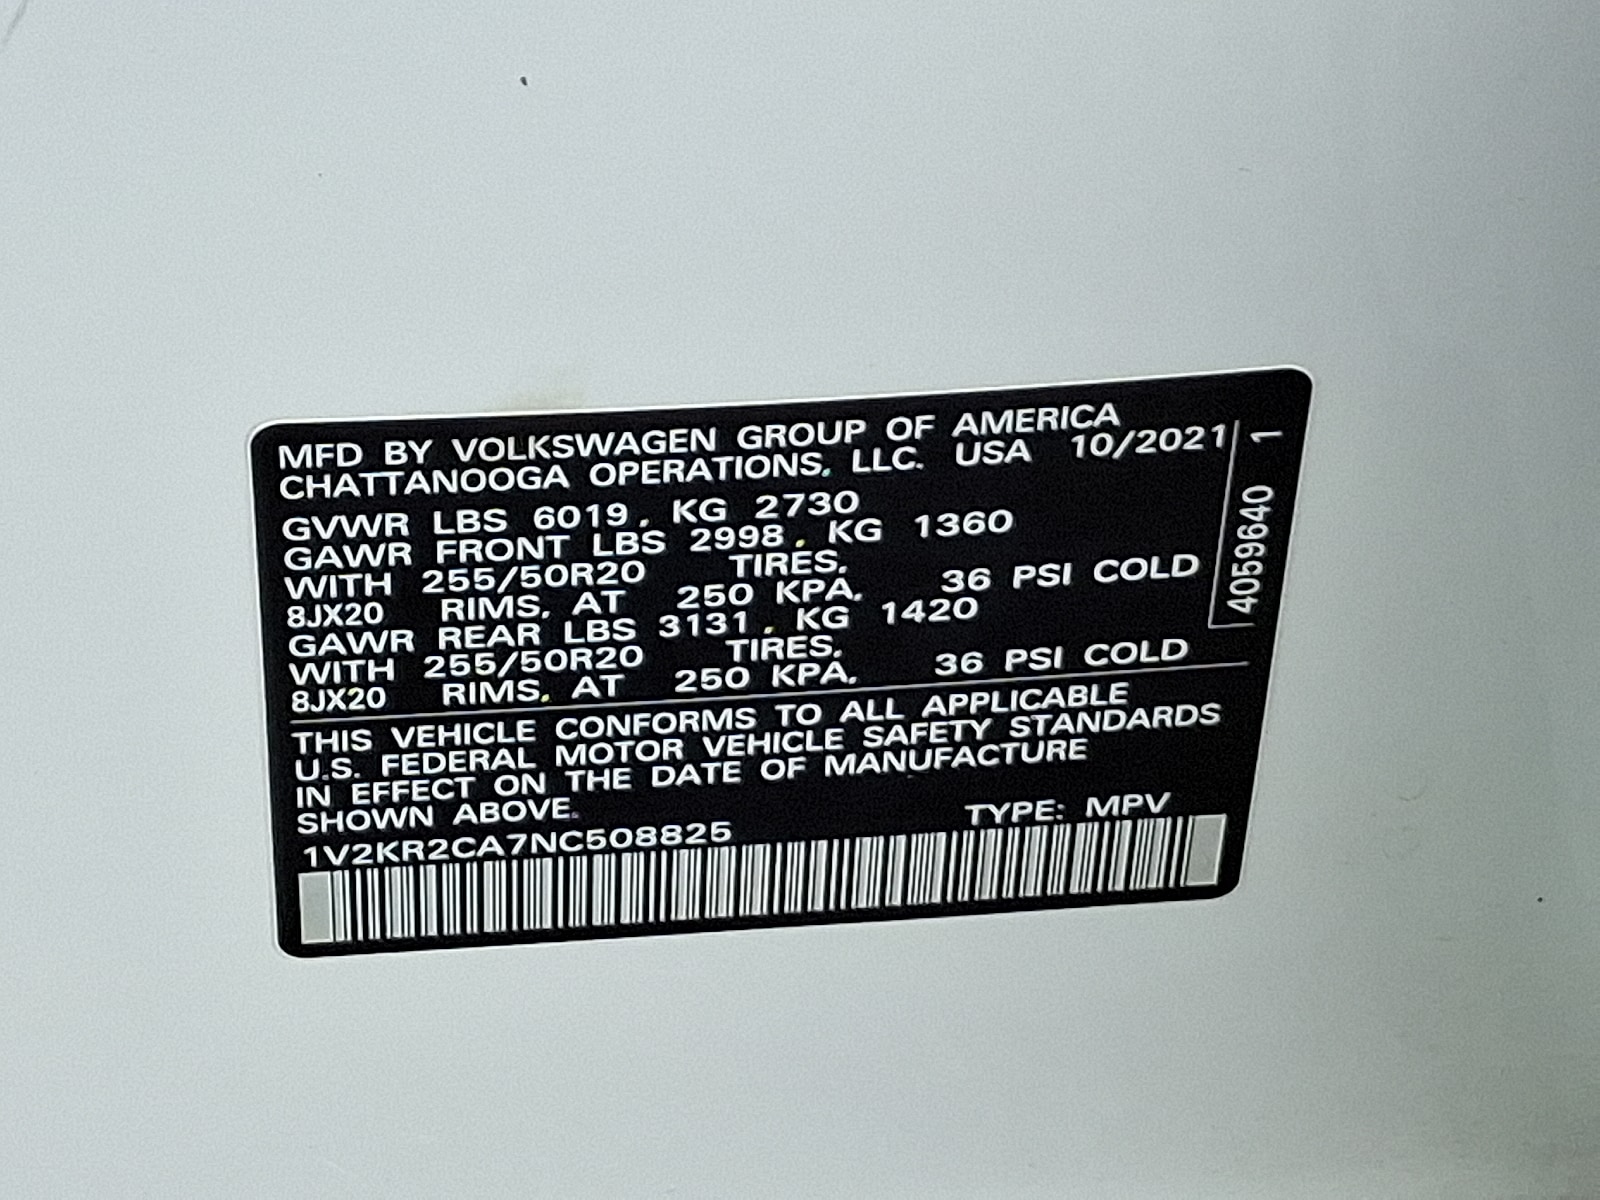 MFD BY VOLKSWAGEN GROUP OF AMERICA
CHATTANOOGA OPERATIONS, LLC. USA 10/2021
GVWR LBS 6019, KG 2730
GAWR FRONT LBS 2998, KG 1360
WITH 255/50R20 TIRES,
8JX20 RIMS, AT 250 KPA, 36 PSI COLD
GAWR REAR LBS 3131, KG 1420
WITH 255/50R20 TIRES,
8JX20 RIMS, AT 250 KPA, 36 PSI COLD
THIS VEHICLE CONFORMS TO ALL APPLICABLE
U.S. FEDERAL MOTOR VEHICLE SAFETY STANDARDS
IN EFFECT ON THE DATE OF MANUFACTURE
SHOWN ABOVE.
1V2KR2CA7NC508825 TYPE: MPV
4059640 1